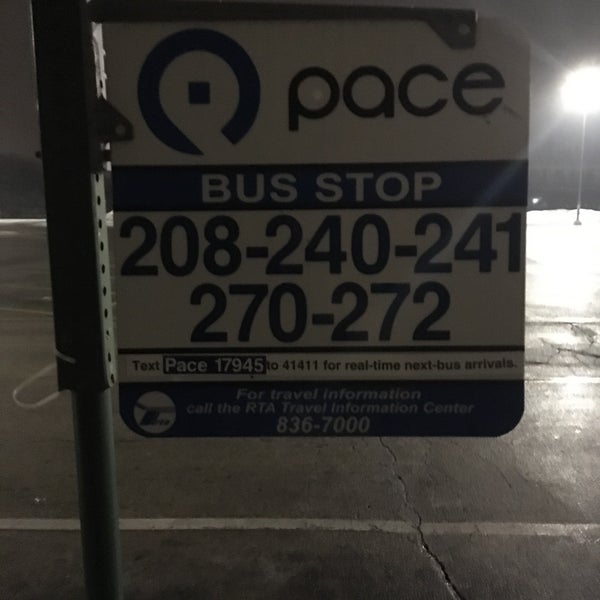 pace
BUS STOP
208-240-241
270-272
Text Pace 17945 to 41411 for real-time next-bus arrivals.
For travel information
call the RTA Travel Information Center
836-7000